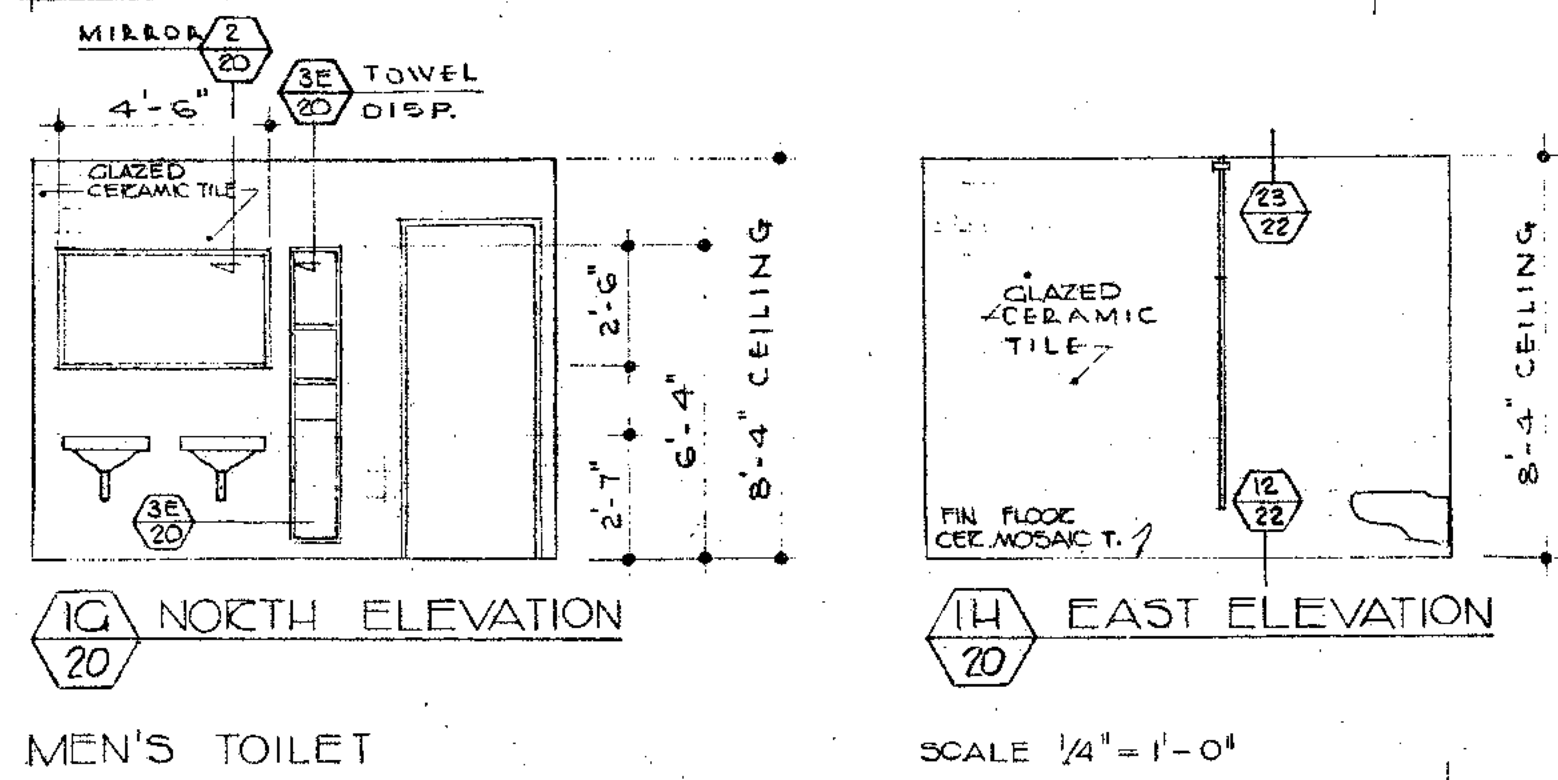 MIRROR
2
20
3E
20
TOWEL
DISP.
4'-6"
GLAZED
CERAMIC TILE
2'-6"
2'-7"
6'-4"
8'-4" CEILING
3E
20
1G
20
NORTH ELEVATION
MEN'S TOILET
23
22
GLAZED
CERAMIC
TILE
12
22
FIN FLOOR
CER. MOSAIC T.
8'-4" CEILING
1H
20
EAST ELEVATION
SCALE 1/4" = 1'-0"